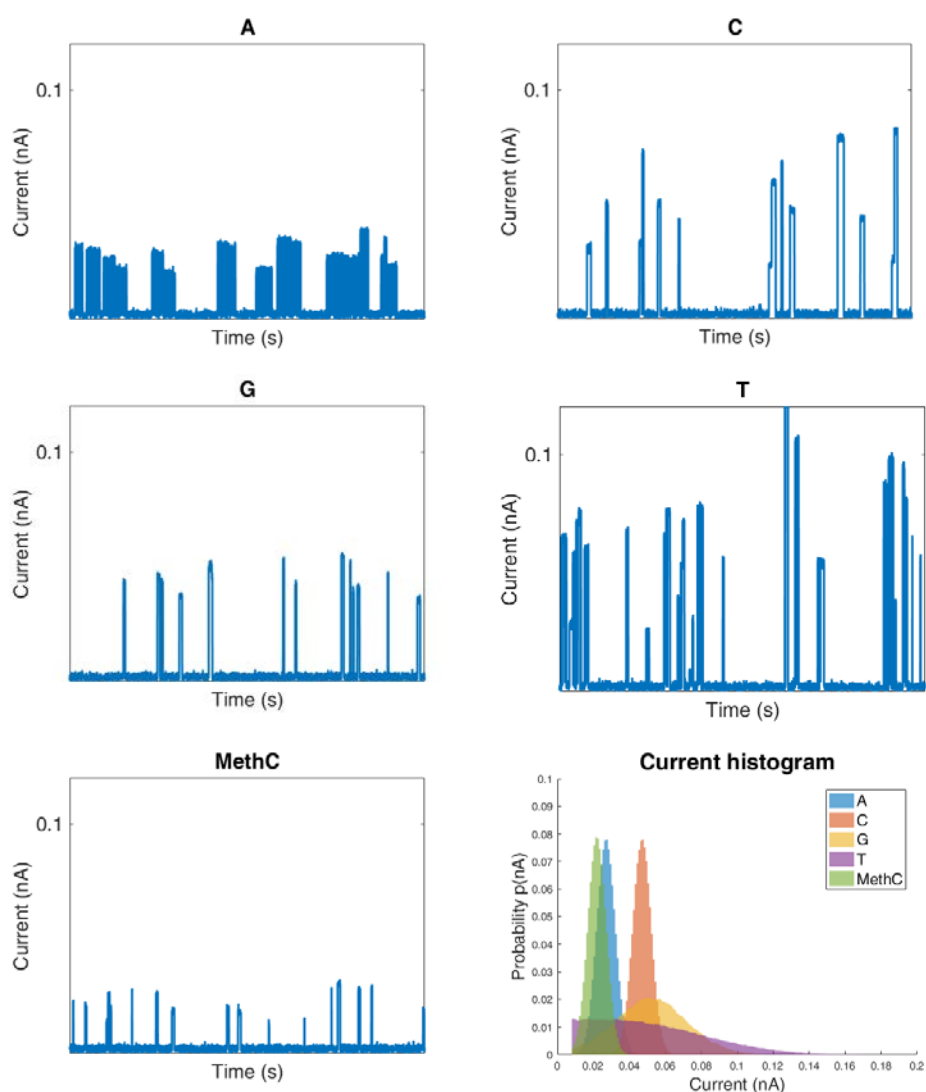 A
0.1
Current (nA)
Time (s)
C
0.1
Current (nA)
Time (s)
G
0.1
Current (nA)
Time (s)
T
0.1
Current (nA)
Time (s)
MethC
0.1
Current (nA)
Current histogram
0.1
0.09
0.08
0.07
0.06
0.05
0.04
0.03
0.02
0.01
0
Probability p(nA)
A
C
G
T
MethC
0 0.02 0.04 0.06 0.08 0.1 0.12 0.14 0.16 0.18 0.2
Current (nA)
Time (s)